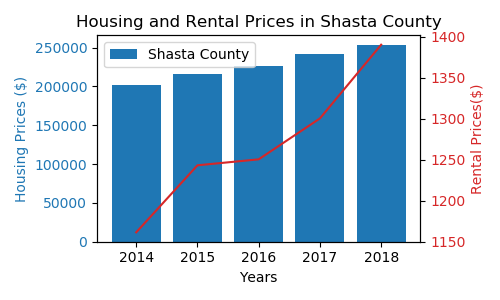 Housing and Rental Prices in Shasta County
Shasta County
Housing Prices ($)
250000
200000
150000
100000
50000
0
1400
1350
1300
1250
1200
1150
Rental Prices($)
2014 2015 2016 2017 2018
Years